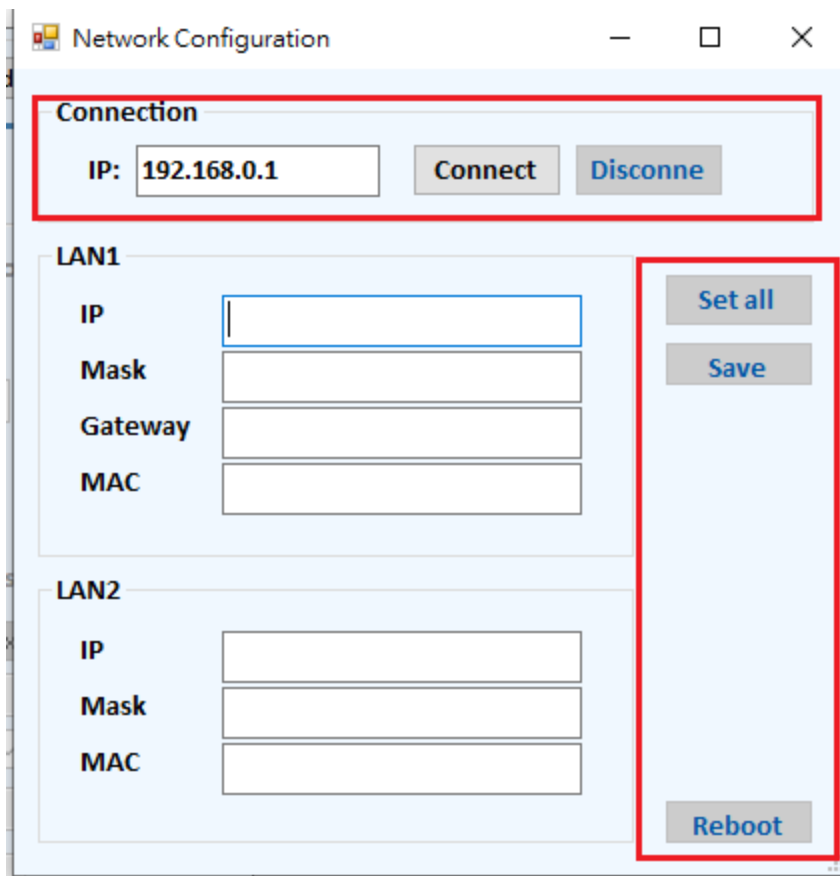 Network Configuration
Connection
IP: 192.168.0.1 Connect Disconne
LAN1
IP
Mask
Gateway
MAC
Set all
Save
LAN2
IP
Mask
MAC
Reboot